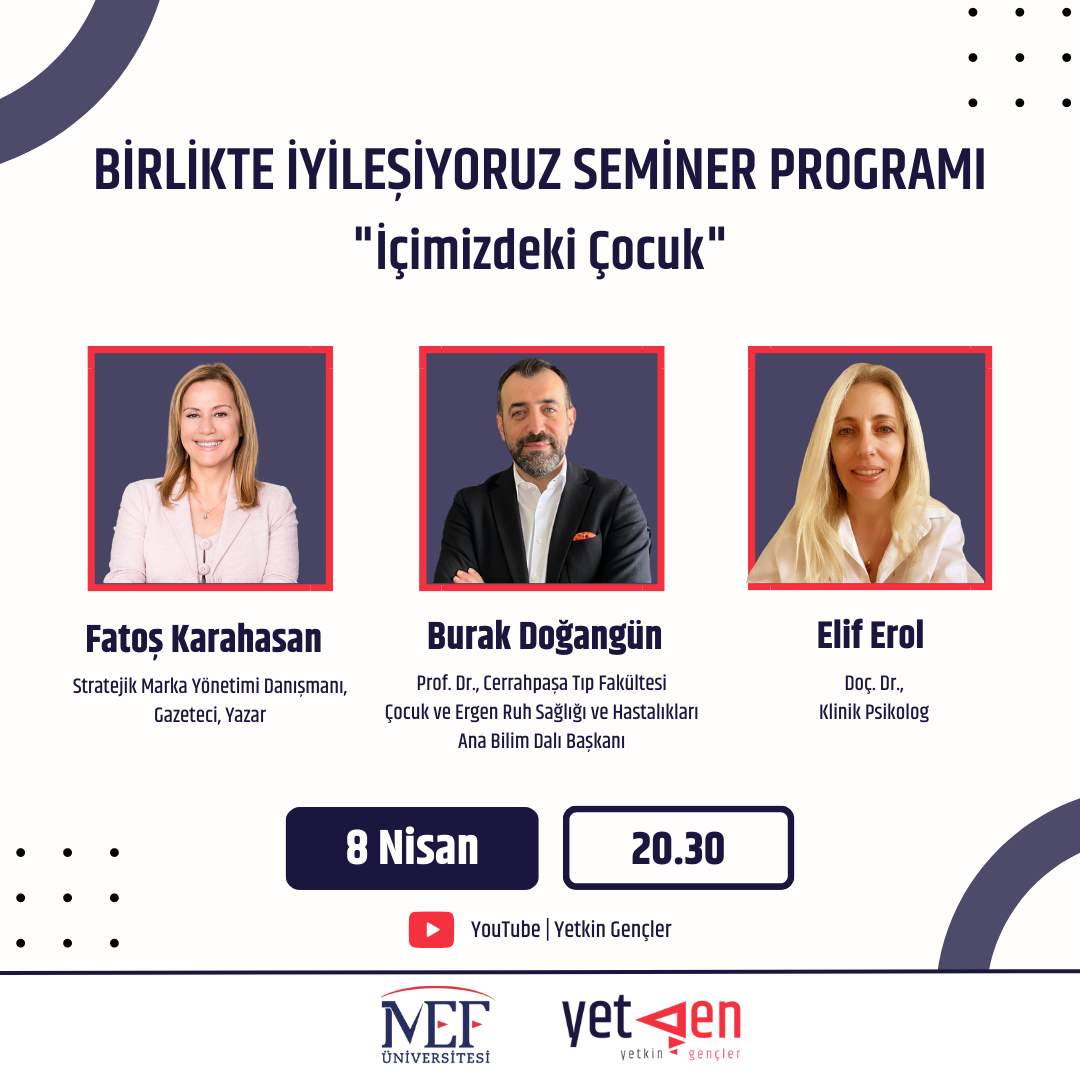 BİRLİKTE İYİLEŞİYORUZ SEMİNER PROGRAMI
"İçimizdeki Çocuk"
Fatoş Karahasan
Stratejik Marka Yönetimi Danışmanı,
Gazeteci, Yazar
Burak Doğangün
Prof. Dr., Cerrahpaşa Tıp Fakültesi
Çocuk ve Ergen Ruh Sağlığı ve Hastalıkları
Ana Bilim Dalı Başkanı
Elif Erol
Doç. Dr.,
Klinik Psikolog
8 Nisan
20.30
YouTube | Yetkin Gençler
MEF
ÜNİVERSİTESİ
yetgen
yetkin gençler